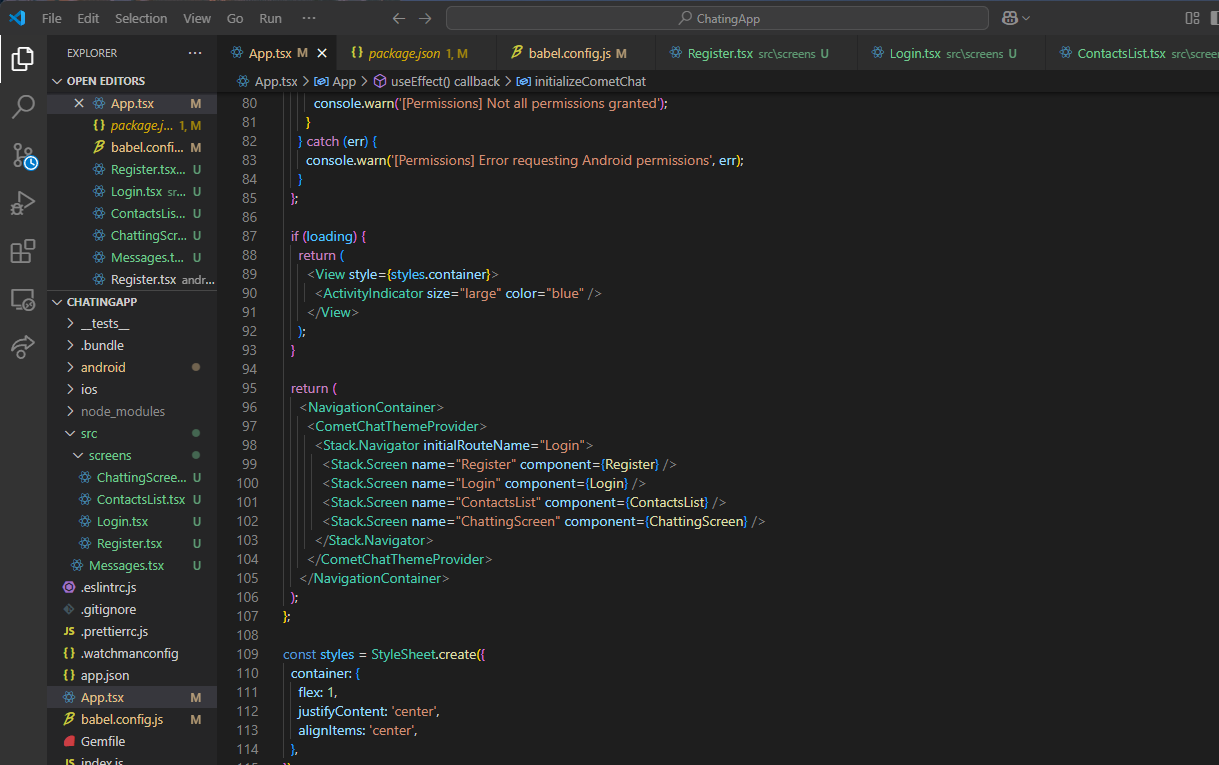 File Edit Selection View Go Run ··· ← → ChatingApp
EXPLORER ···
OPEN EDITORS
App.tsx M
package.j... 1, M
babel.confi... M
Register.tsx... U
Login.tsx sr... U
ContactsLis... U
ChattingScr... U
Messages.t... U
Register.tsx andr...
CHATINGAPP
__tests__
.bundle
android
ios
node_modules
src
screens
ChattingScree... U
ContactsList.tsx U
Login.tsx U
Register.tsx U
Messages.tsx U
.eslintrc.js
.gitignore
JS .prettierrc.js
{} .watchmanconfig
{} app.json
App.tsx M
babel.config.js M
Gemfile
JS index.js
App.tsx M × {} package.json 1, M babel.config.js M Register.tsx src\screens U Login.tsx src\screens U ContactsList.tsx src\screen
App.tsx > App > useEffect() callback > initializeCometChat
80 console.warn('[Permissions] Not all permissions granted');
81 }
82 } catch (err) {
83 console.warn('[Permissions] Error requesting Android permissions', err);
84 }
85 };
86
87 if (loading) {
88 return (
89 <View style={styles.container}>
90 <ActivityIndicator size="large" color="blue" />
91 </View>
92 );
93 }
94
95 return (
96 <NavigationContainer>
97 <CometChatThemeProvider>
98 <Stack.Navigator initialRouteName="Login">
99 <Stack.Screen name="Register" component={Register} />
100 <Stack.Screen name="Login" component={Login} />
101 <Stack.Screen name="ContactsList" component={ContactsList} />
102 <Stack.Screen name="ChattingScreen" component={ChattingScreen} />
103 </Stack.Navigator>
104 </CometChatThemeProvider>
105 </NavigationContainer>
106 );
107 };
108
109 const styles = StyleSheet.create({
110 container: {
111 flex: 1,
112 justifyContent: 'center',
113 alignItems: 'center',
114 },